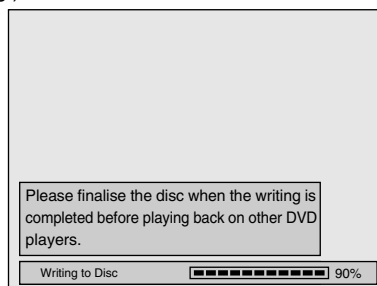 Please finalise the disc when the writing is
completed before playing back on other DVD
players.
Writing to Disc 90%